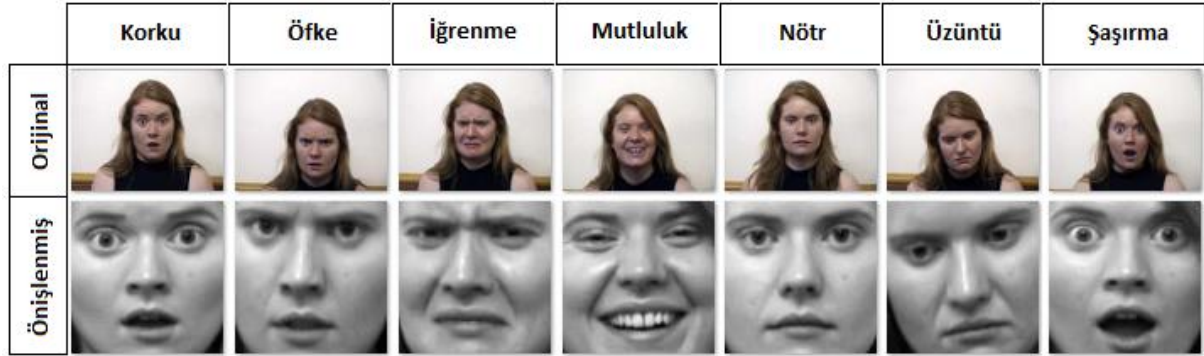 Korku Öfke İğrenme Mutluluk Nötr Üzüntü Şaşırma
Orijinal
Önişlenmiş